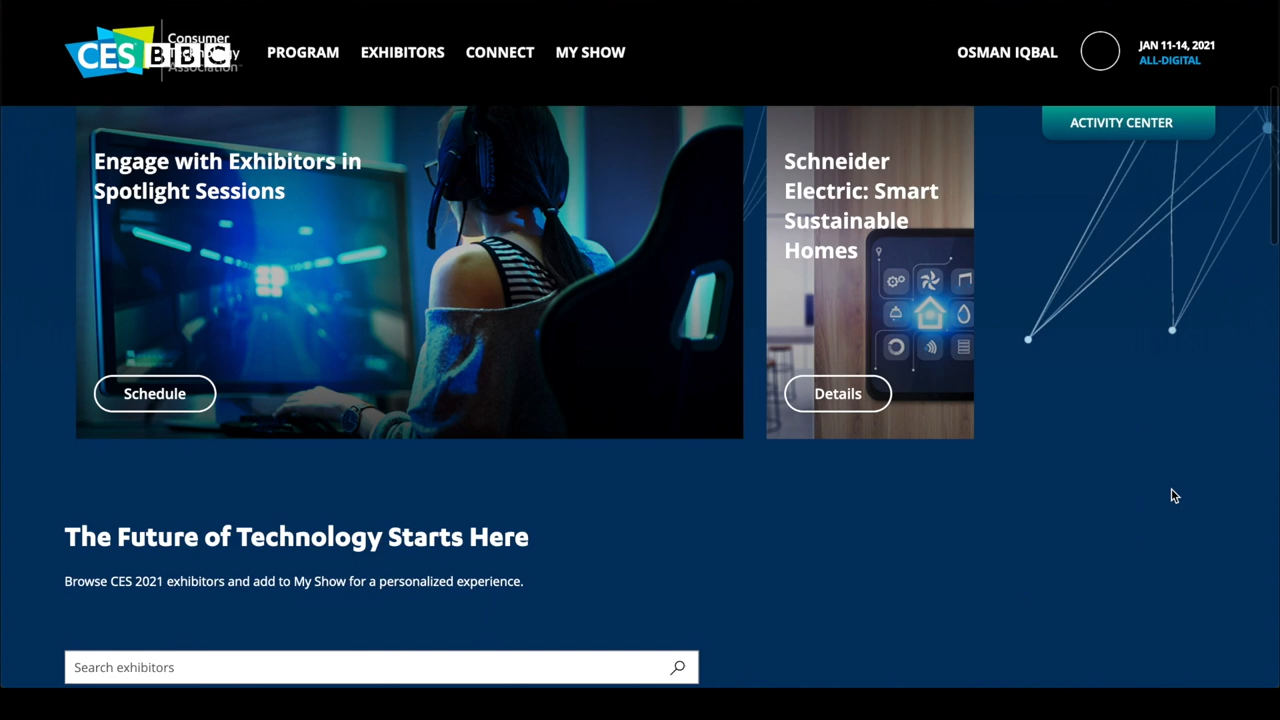 CES
Consumer
Technology
Association
BBC
PROGRAM
EXHIBITORS
CONNECT
MY SHOW
OSMAN IQBAL
JAN 11-14, 2021
ALL-DIGITAL
ACTIVITY CENTER
Engage with Exhibitors in
Spotlight Sessions
Schedule
Schneider
Electric: Smart
Sustainable
Homes
Details
The Future of Technology Starts Here
Browse CES 2021 exhibitors and add to My Show for a personalized experience.
Search exhibitors